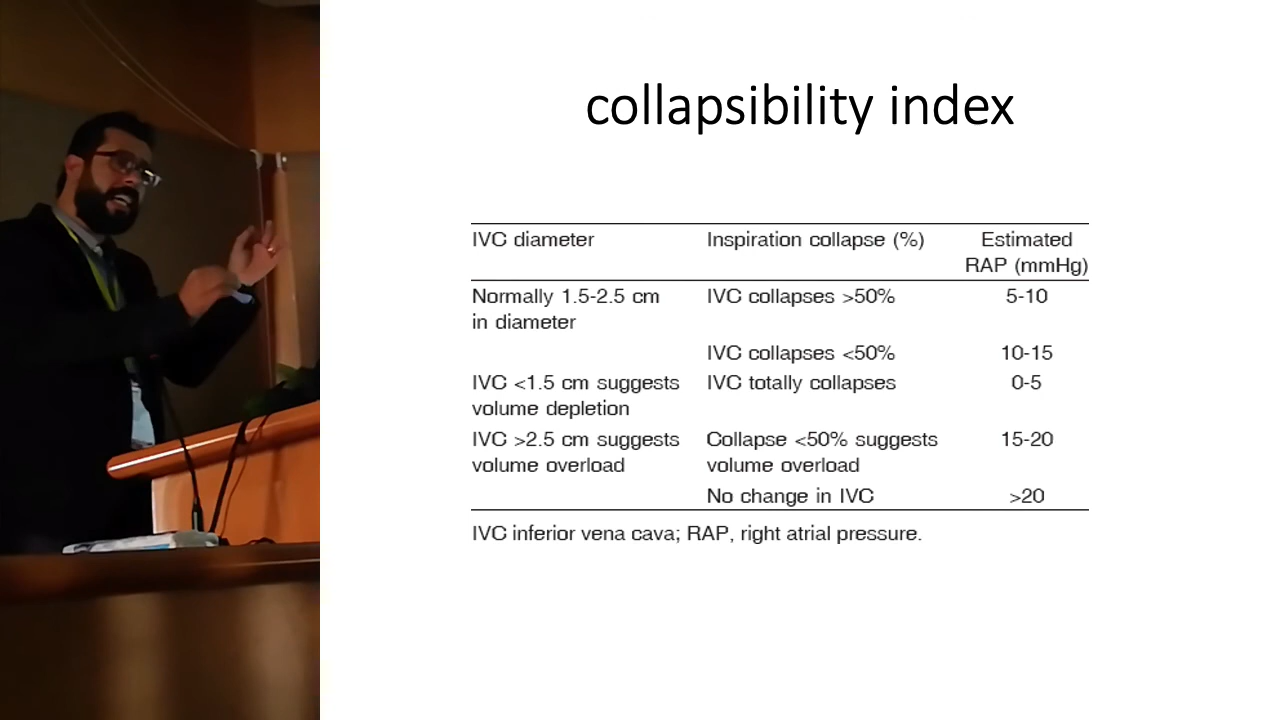 collapsibility index
IVC diameter Inspiration collapse (%) Estimated
RAP (mmHg)
Normally 1.5-2.5 cm IVC collapses >50% 5-10
in diameter
IVC collapses <50% 10-15
IVC <1.5 cm suggests IVC totally collapses 0-5
volume depletion
IVC >2.5 cm suggests Collapse <50% suggests 15-20
volume overload volume overload
No change in IVC >20
IVC inferior vena cava; RAP, right atrial pressure.